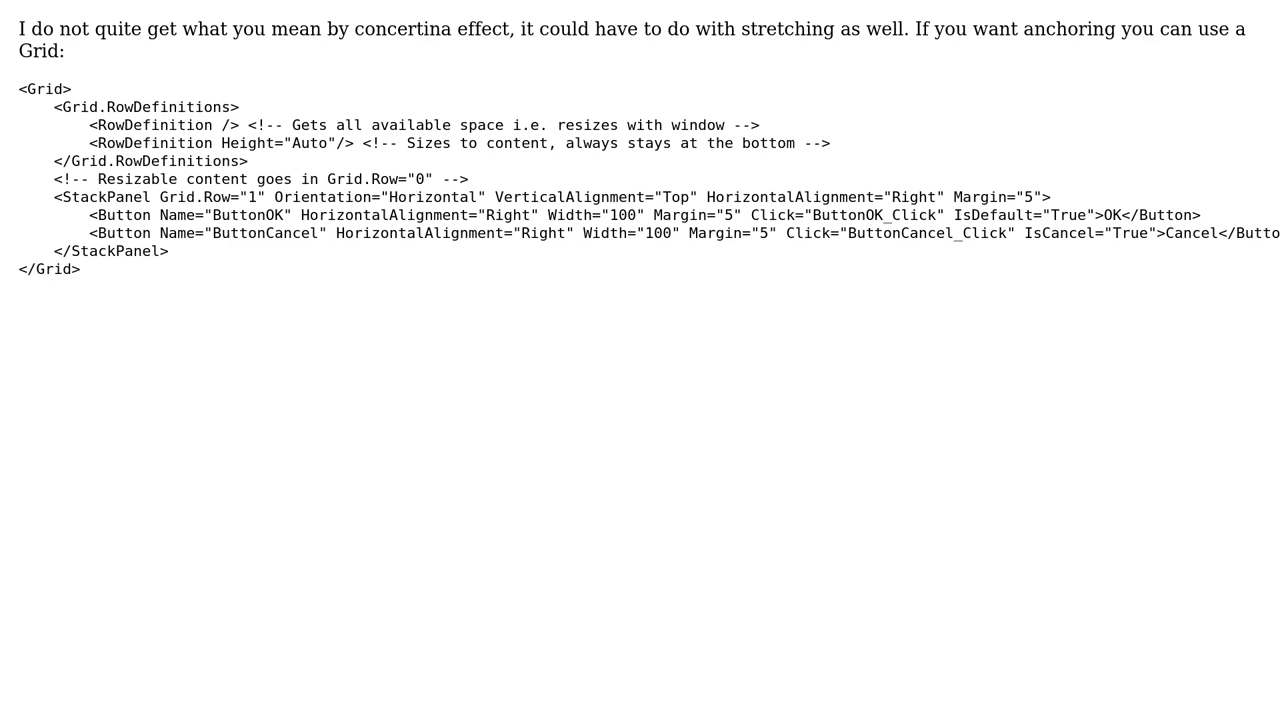 I do not quite get what you mean by concertina effect, it could have to do with stretching as well. If you want anchoring you can use a
Grid:
<Grid>
    <Grid.RowDefinitions>
        <RowDefinition /> <!-- Gets all available space i.e. resizes with window -->
        <RowDefinition Height="Auto"/> <!-- Sizes to content, always stays at the bottom -->
    </Grid.RowDefinitions>
    <!-- Resizable content goes in Grid.Row="0" -->
    <StackPanel Grid.Row="1" Orientation="Horizontal" VerticalAlignment="Top" HorizontalAlignment="Right" Margin="5">
        <Button Name="ButtonOK" HorizontalAlignment="Right" Width="100" Margin="5" Click="ButtonOK_Click" IsDefault="True">OK</Button>
        <Button Name="ButtonCancel" HorizontalAlignment="Right" Width="100" Margin="5" Click="ButtonCancel_Click" IsCancel="True">Cancel</Butto
    </StackPanel>
</Grid>